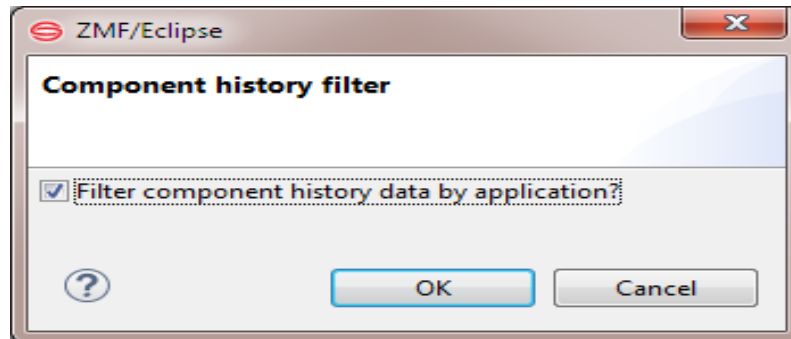 ZMF/Eclipse
Component history filter
Filter component history data by application?
OK
Cancel